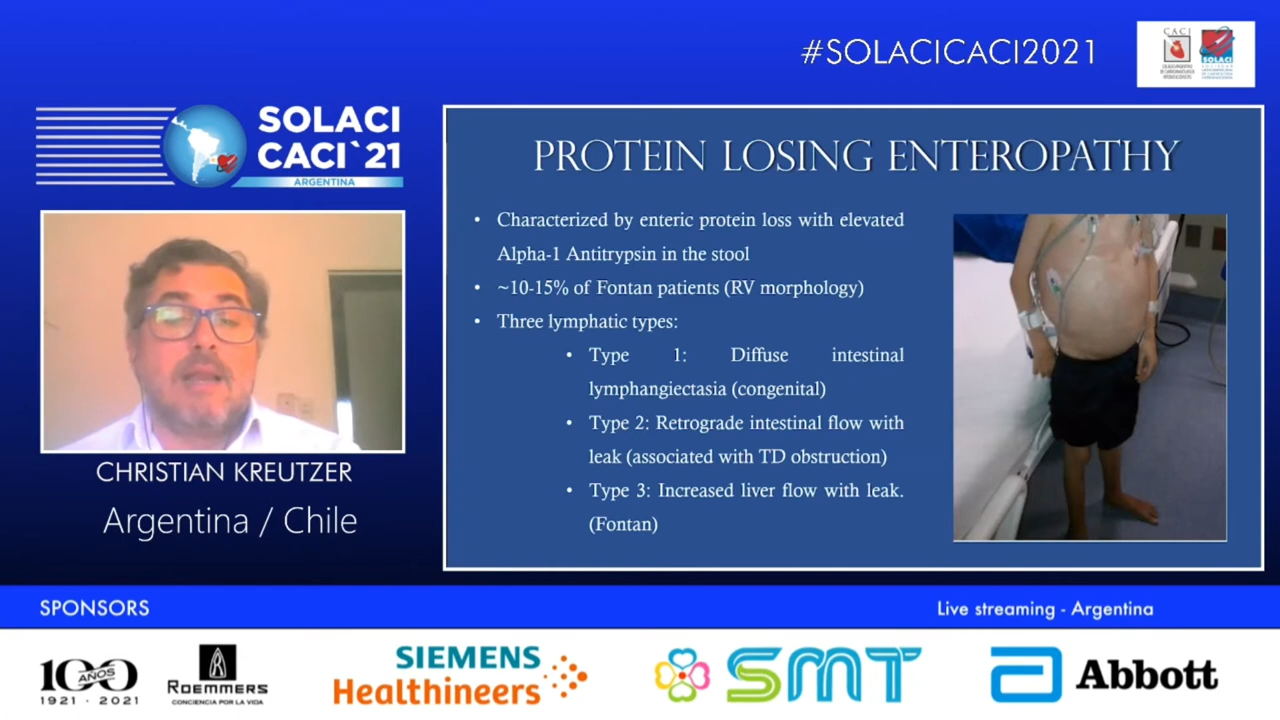 #SOLACICACI2021
CACI
SOLACI
SOLACI
CACI`21
ARGENTINA
CHRISTIAN KREUTZER
Argentina / Chile
PROTEIN LOSING ENTEROPATHY
• Characterized by enteric protein loss with elevated
Alpha-1 Antitrypsin in the stool
• ~10-15% of Fontan patients (RV morphology)
• Three lymphatic types:
• Type 1: Diffuse intestinal
lymphangiectasia (congenital)
• Type 2: Retrograde intestinal flow with
leak (associated with TD obstruction)
• Type 3: Increased liver flow with leak.
(Fontan)
SPONSORS
Live streaming - Argentina
100
AÑOS
1921 · 2021
ROEMMERS
CONCIENCIA POR LA VIDA
SIEMENS
Healthineers
SMT
Abbott